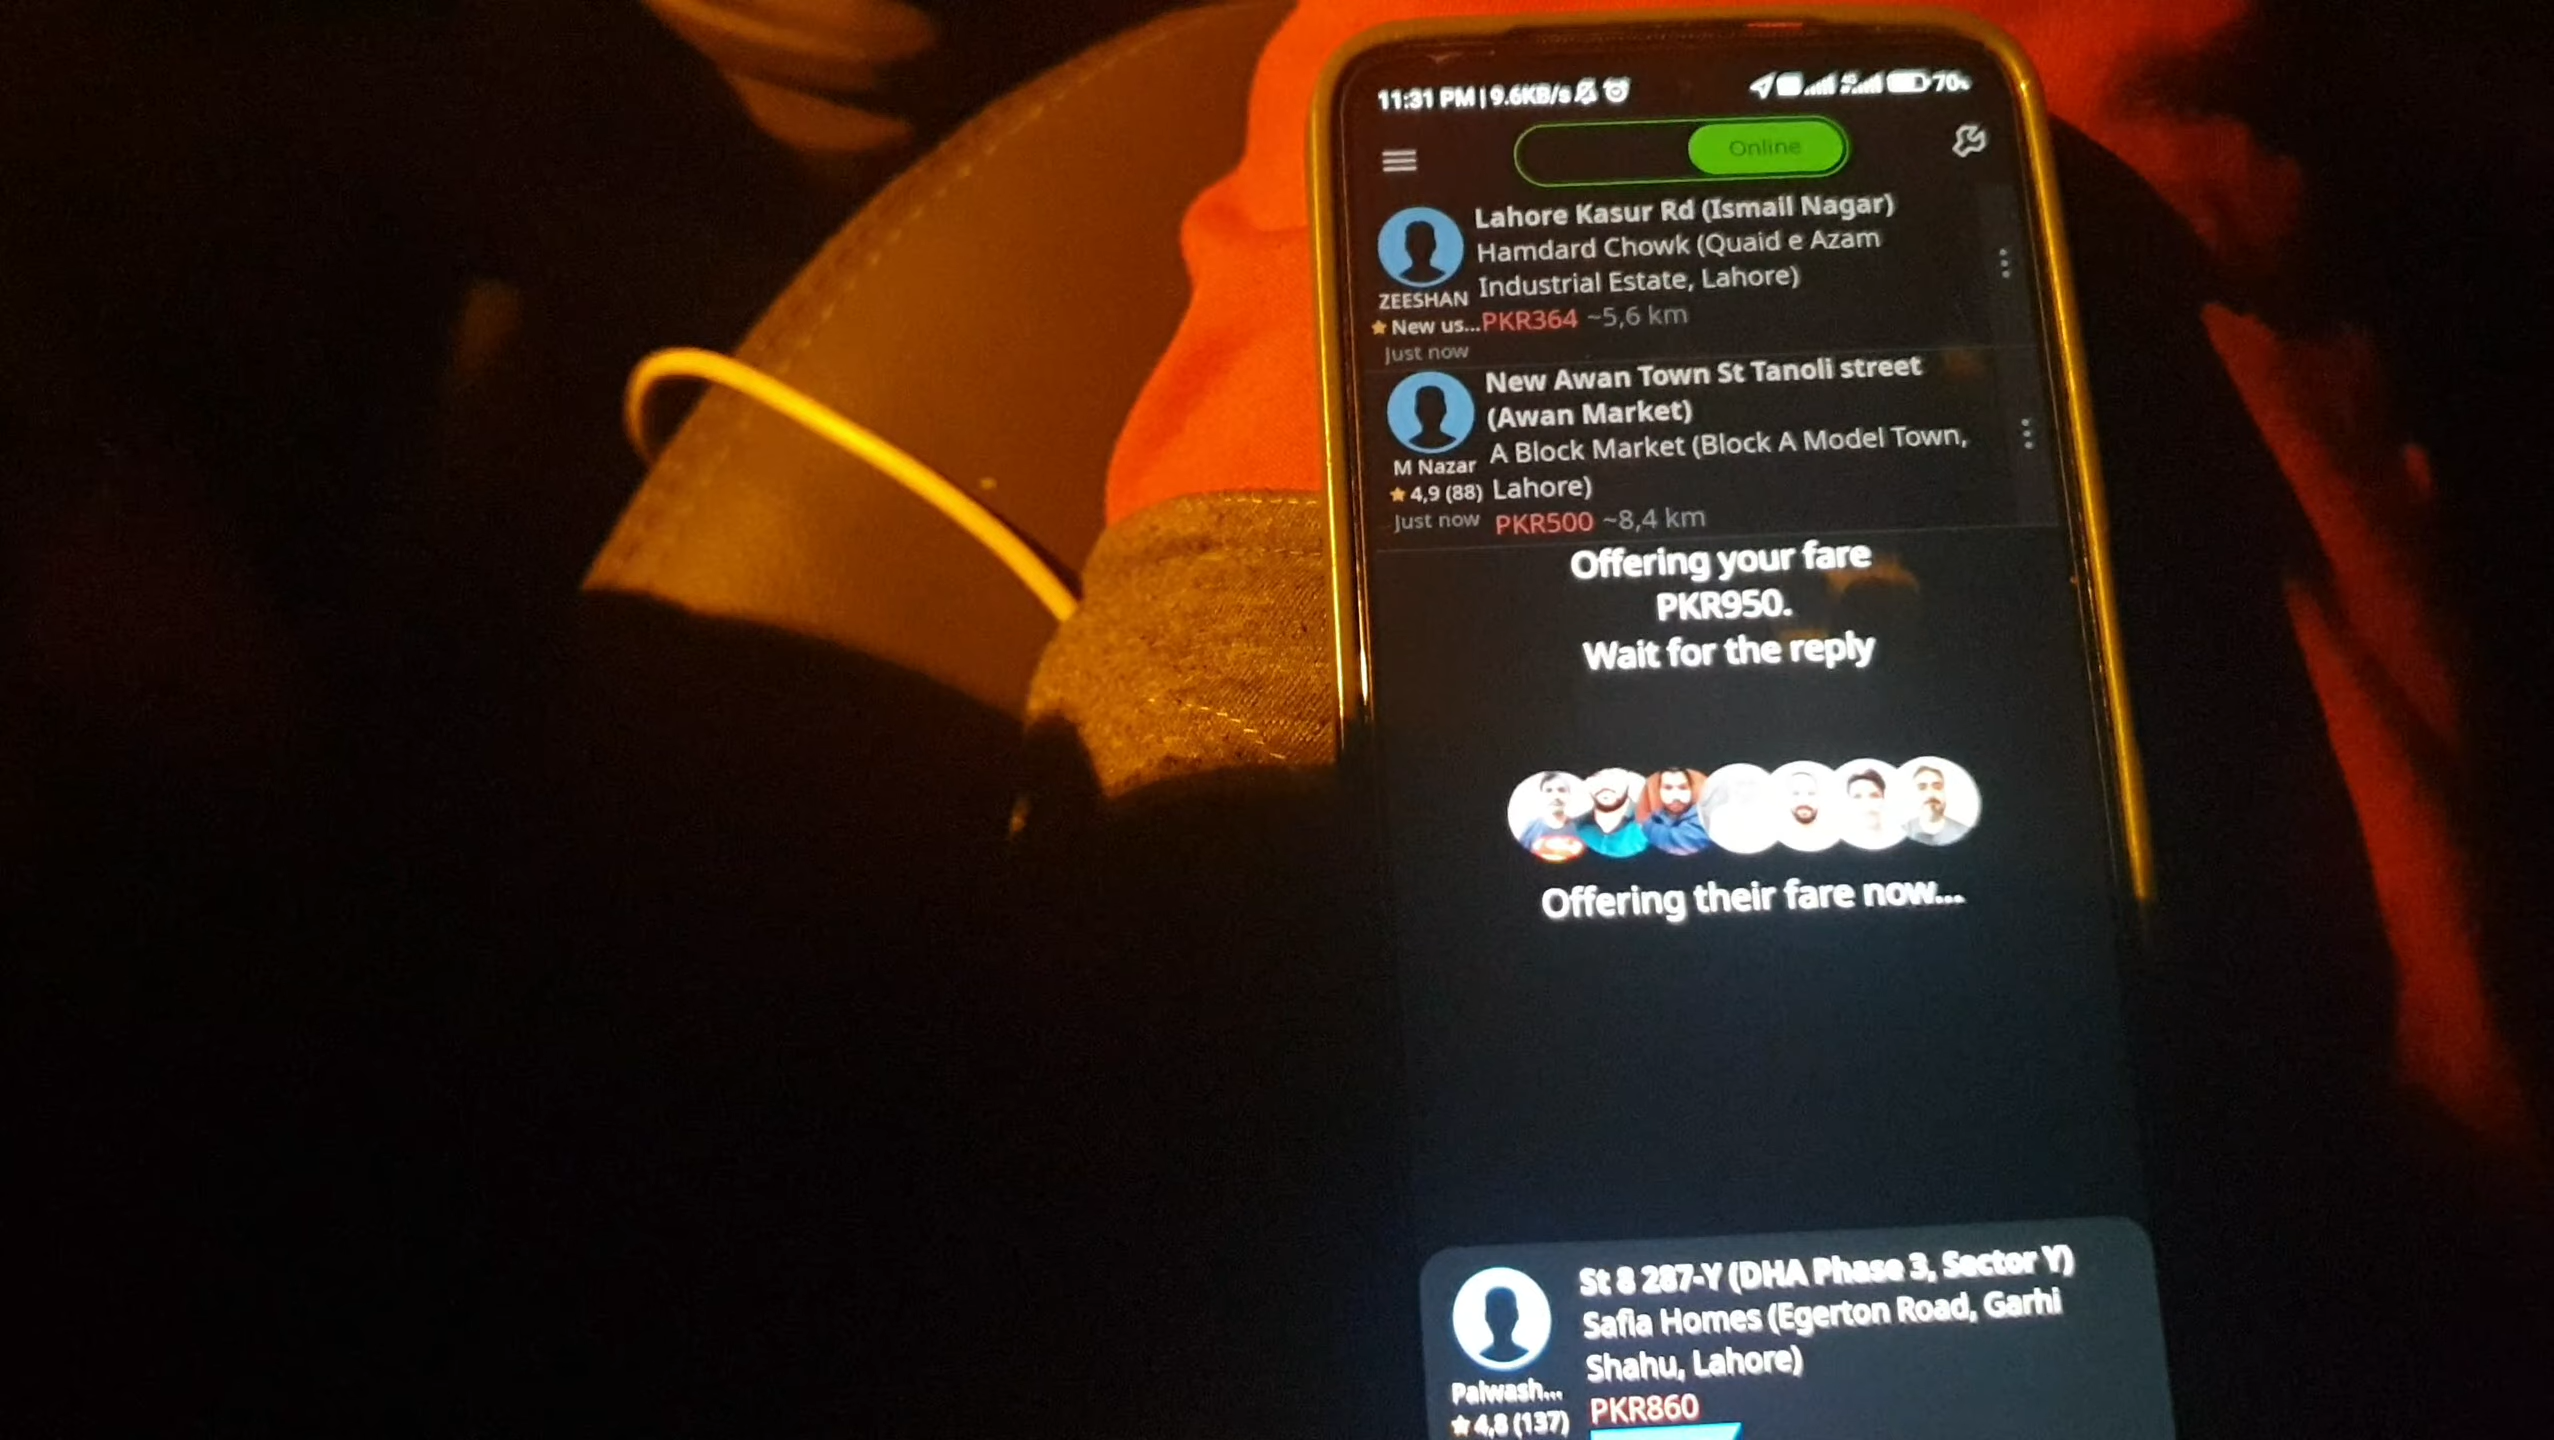 11:31 PM | 9.6KB/s
70%
Online
Lahore Kasur Rd (Ismail Nagar)
Hamdard Chowk (Quaid e Azam
Industrial Estate, Lahore)
ZEESHAN
New us...
PKR364 ~5,6 km
Just now
New Awan Town St Tanoli street
(Awan Market)
A Block Market (Block A Model Town,
Lahore)
M Nazar
4,9 (88)
Just now
PKR500 ~8,4 km
Offering your fare
PKR950.
Wait for the reply
Offering their fare now...
St 8 287-Y (DHA Phase 3, Sector Y)
Safia Homes (Egerton Road, Garhi
Shahu, Lahore)
Palwash...
4,8 (137)
PKR860